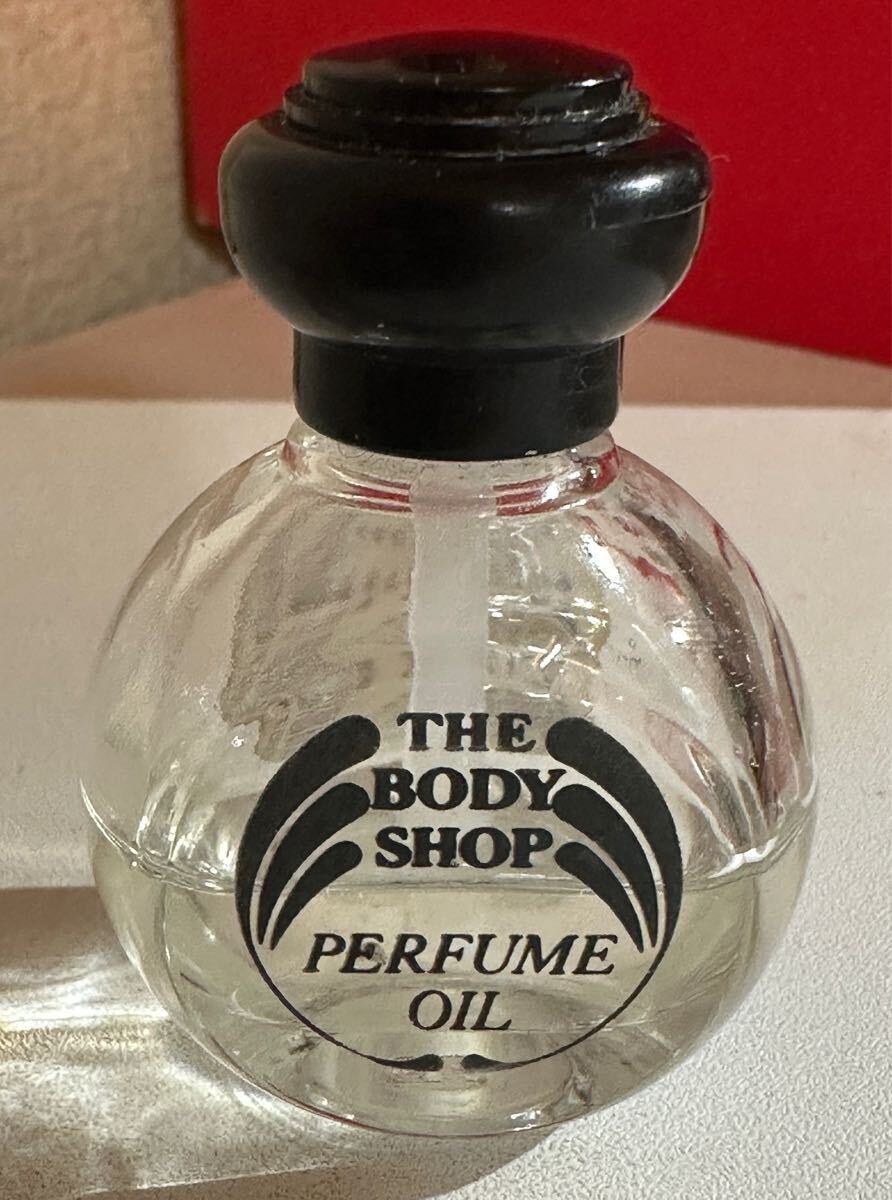 THE
BODY
SHOP
PERFUME
OIL